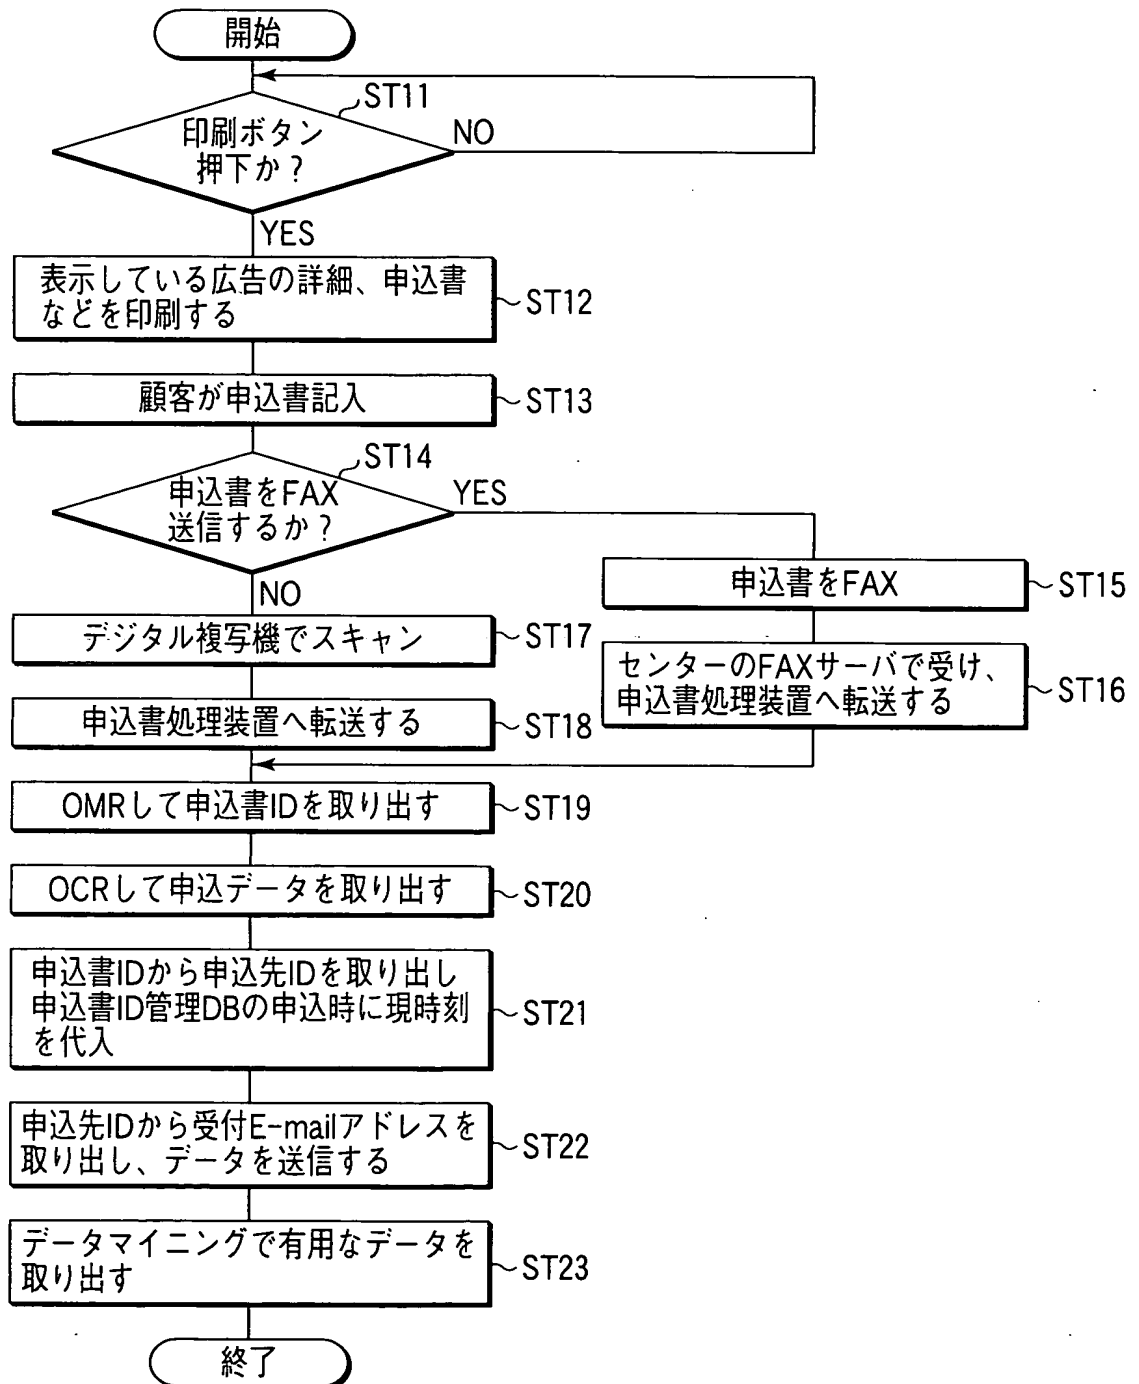 開始
ST11
印刷ボタン
押下か？
NO
YES
表示している広告の詳細、申込書
などを印刷する
ST12
顧客が申込書記入
ST13
ST14
申込書をFAX
送信するか？
YES
NO
申込書をFAX
ST15
デジタル複写機でスキャン
ST17
センターのFAXサーバで受け、
申込書処理装置へ転送する
ST16
申込書処理装置へ転送する
ST18
OMRして申込書IDを取り出す
ST19
OCRして申込データを取り出す
ST20
申込書IDから申込先IDを取り出し
申込書ID管理DBの申込時に現時刻
を代入
ST21
申込先IDから受付E-mailアドレスを
取り出し、データを送信する
ST22
データマイニングで有用なデータを
取り出す
ST23
終了